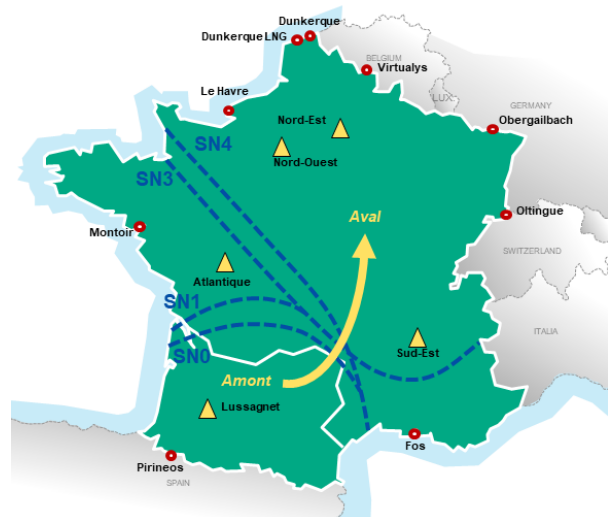 Dunkerque
Dunkerque LNG
BELGIUM
Virtualys
LUX
Le Havre
GERMANY
Nord-Est
Obergailbach
SN4
Nord-Ouest
SN3
Aval
Oltingue
Montoir
SWITZERLAND
Atlantique
SN1
ITALIA
SN0
Sud-Est
Amont
Lussagnet
Fos
Pirineos
SPAIN